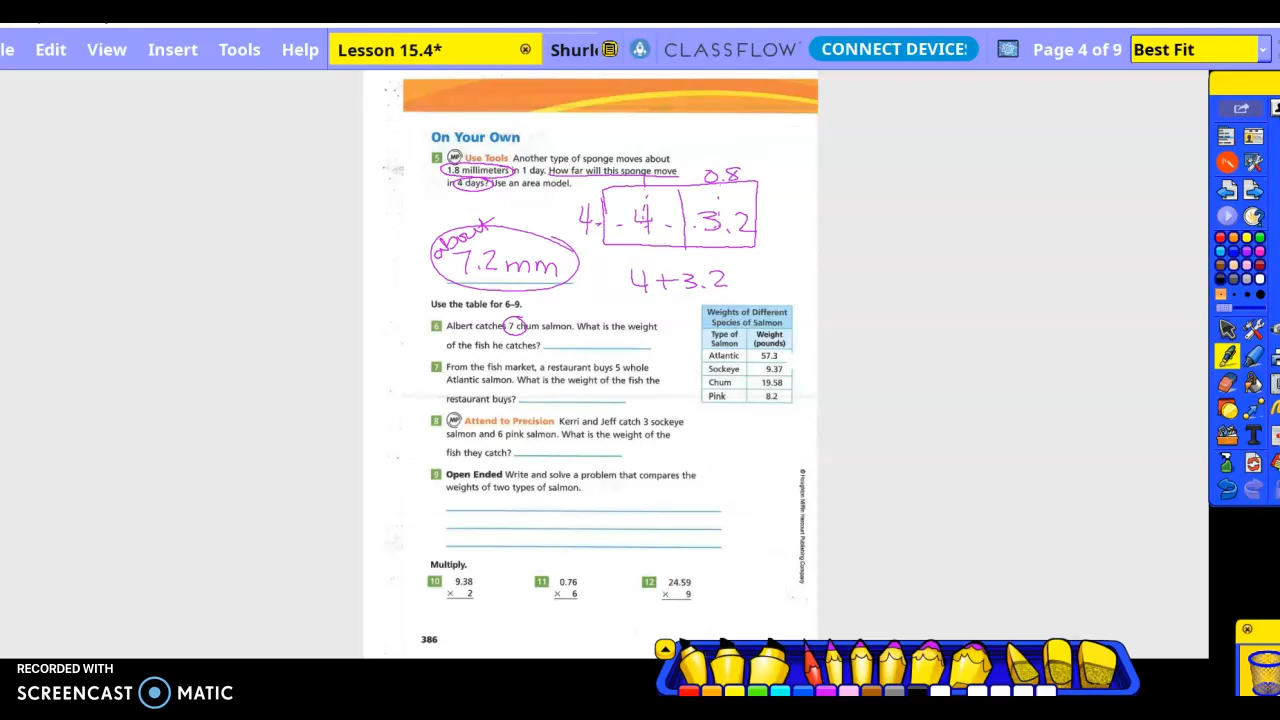 le Edit View Insert Tools Help Lesson 15.4* Shurl CLASSFLOW CONNECT DEVICES Page 4 of 9 Best Fit
On Your Own
5 MP Use Tools Another type of sponge moves about
1.8 millimeters in 1 day. How far will this sponge move
in 4 days? Use an area model.
1 0.8
4 4 3.2
about
7.2 mm
4 + 3.2
Use the table for 6–9.
6 Albert catches 7 chum salmon. What is the weight
of the fish he catches?
7 From the fish market, a restaurant buys 5 whole
Atlantic salmon. What is the weight of the fish the
restaurant buys?
Weights of Different
Species of Salmon
Type of Salmon Weight (pounds)
Atlantic 57.3
Sockeye 9.37
Chum 19.58
Pink 8.2
8 MP Attend to Precision Kerri and Jeff catch 3 sockeye
salmon and 6 pink salmon. What is the weight of the
fish they catch?
9 Open Ended Write and solve a problem that compares the
weights of two types of salmon.
© Houghton Mifflin Harcourt Publishing Company
Multiply.
10 9.38 11 0.76 12 24.59
× 2 × 6 × 9
386
RECORDED WITH
SCREENCAST MATIC